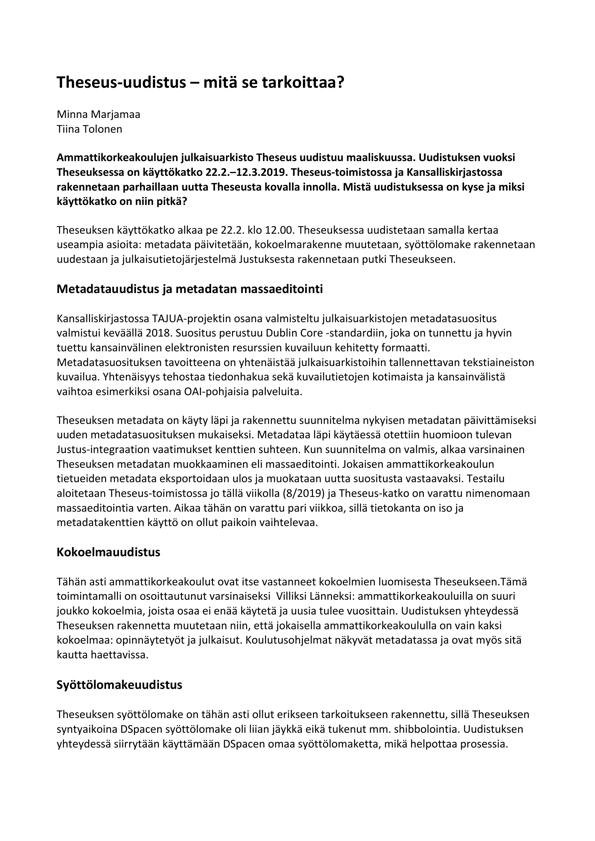 Theseus-uudistus – mitä se tarkoittaa?
Minna Marjamaa
Tiina Tolonen
Ammattikorkeakoulujen julkaisuarkisto Theseus uudistuu maaliskuussa. Uudistuksen vuoksi
Theseuksessa on käyttökatko 22.2.–12.3.2019. Theseus-toimistossa ja Kansalliskirjastossa
rakennetaan parhaillaan uutta Theseusta kovalla innolla. Mistä uudistuksessa on kyse ja miksi
käyttökatko on niin pitkä?
Theseuksen käyttökatko alkaa pe 22.2. klo 12.00. Theseuksessa uudistetaan samalla kertaa
useampia asioita: metadata päivitetään, kokoelmarakenne muutetaan, syöttölomake rakennetaan
uudestaan ja julkaisutietojärjestelmä Justuksesta rakennetaan putki Theseukseen.
Metadatauudistus ja metadatan massaeditointi
Kansalliskirjastossa TAJUA-projektin osana valmisteltu julkaisuarkistojen metadatasuositus
valmistui keväällä 2018. Suositus perustuu Dublin Core -standardiin, joka on tunnettu ja hyvin
tuettu kansainvälinen elektronisten resurssien kuvailuun kehitetty formaatti.
Metadatasuosituksen tavoitteena on yhtenäistää julkaisuarkistoihin tallennettavan tekstiaineiston
kuvailua. Yhtenäisyys tehostaa tiedonhakua sekä kuvailutietojen kotimaista ja kansainvälistä
vaihtoa esimerkiksi osana OAI-pohjaisia palveluita.
Theseuksen metadata on käyty läpi ja rakennettu suunnitelma nykyisen metadatan päivittämiseksi
uuden metadatasuosituksen mukaiseksi. Metadataa läpi käytäessä otettiin huomioon tulevan
Justus-integraation vaatimukset kenttien suhteen. Kun suunnitelma on valmis, alkaa varsinainen
Theseuksen metadatan muokkaaminen eli massaeditointi. Jokaisen ammattikorkeakoulun
tietueiden metadata eksportoidaan ulos ja muokataan uutta suositusta vastaavaksi. Testailu
aloitetaan Theseus-toimistossa jo tällä viikolla (8/2019) ja Theseus-katko on varattu nimenomaan
massaeditointia varten. Aikaa tähän on varattu pari viikkoa, sillä tietokanta on iso ja
metadatakenttien käyttö on ollut paikoin vaihtelevaa.
Kokoelmauudistus
Tähän asti ammattikorkeakoulut ovat itse vastanneet kokoelmien luomisesta Theseukseen.Tämä
toimintamalli on osoittautunut varsinaiseksi  Villiksi Länneksi: ammattikorkeakouluilla on suuri
joukko kokoelmia, joista osaa ei enää käytetä ja uusia tulee vuosittain. Uudistuksen yhteydessä
Theseuksen rakennetta muutetaan niin, että jokaisella ammattikorkeakoululla on vain kaksi
kokoelmaa: opinnäytetyöt ja julkaisut. Koulutusohjelmat näkyvät metadatassa ja ovat myös sitä
kautta haettavissa.
Syöttölomakeuudistus
Theseuksen syöttölomake on tähän asti ollut erikseen tarkoitukseen rakennettu, sillä Theseuksen
syntyaikoina DSpacen syöttölomake oli liian jäykkä eikä tukenut mm. shibbolointia. Uudistuksen
yhteydessä siirrytään käyttämään DSpacen omaa syöttölomaketta, mikä helpottaa prosessia.